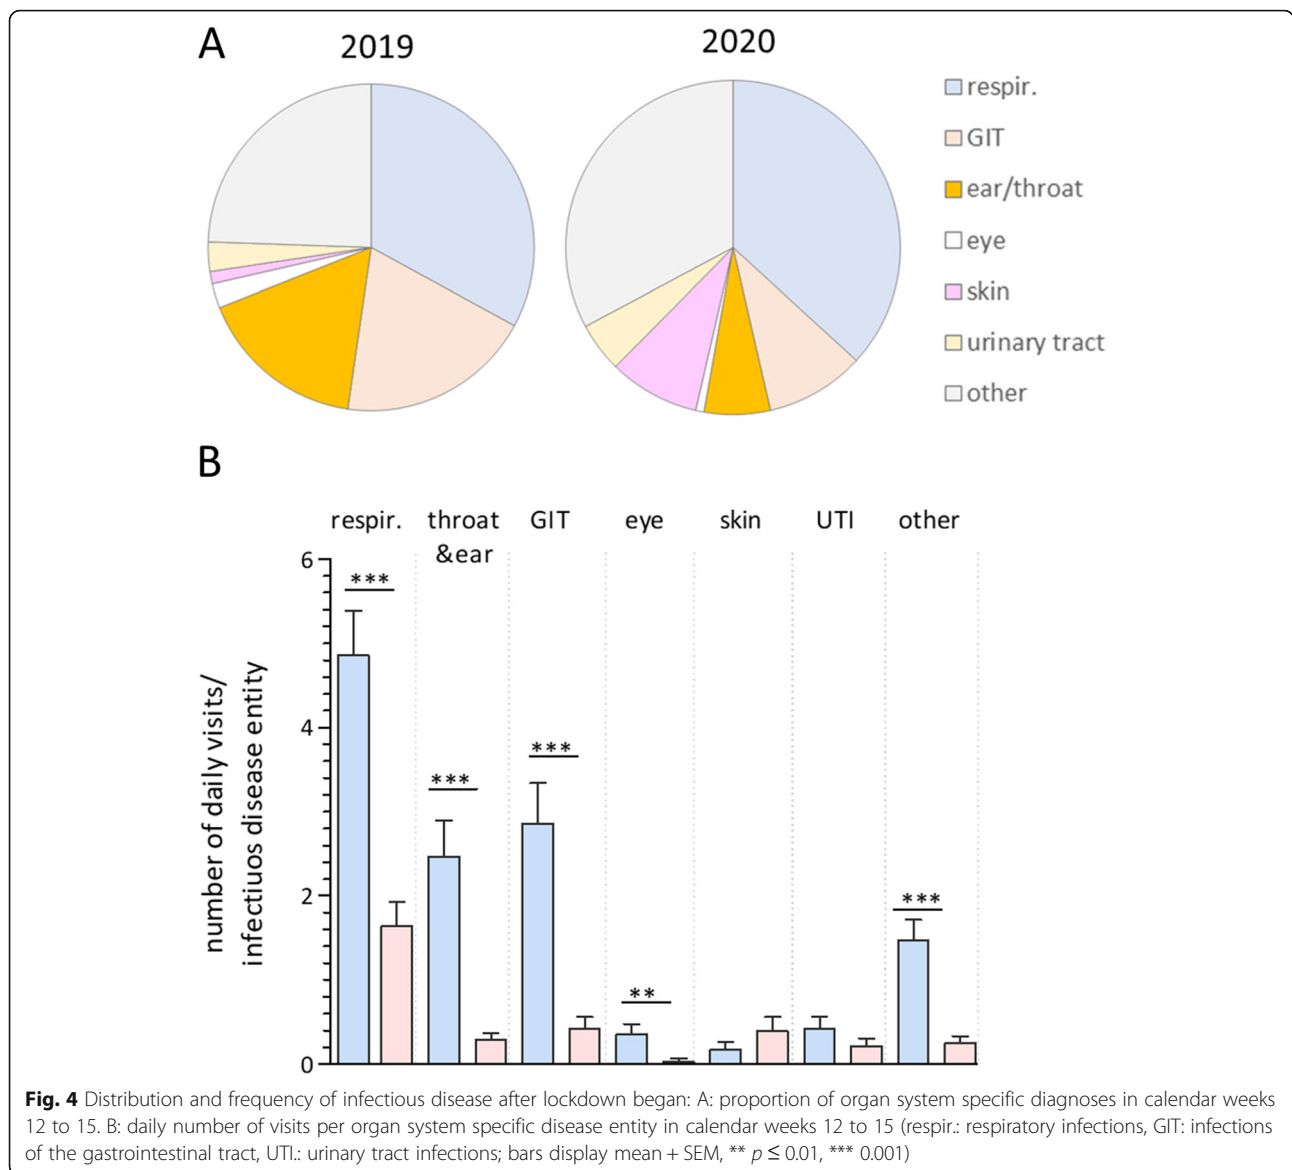 A
2019
2020
respir.
GIT
ear/throat
eye
skin
urinary tract
other
B
respir.
throat
&ear
GIT
eye
skin
UTI
other
number of daily visits/
infectiuos disease entity
6
4
2
0
***
***
***
**
***
Fig. 4 Distribution and frequency of infectious disease after lockdown began: A: proportion of organ system specific diagnoses in calendar weeks
12 to 15. B: daily number of visits per organ system specific disease entity in calendar weeks 12 to 15 (respir.: respiratory infections, GIT: infections
of the gastrointestinal tract, UTI.: urinary tract infections; bars display mean + SEM, ** p ≤ 0.01, *** 0.001)